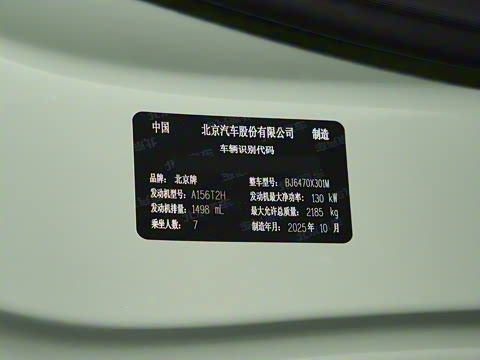 中国 北京汽车股份有限公司 制造
车辆识别代码
品牌: 北京牌 整车型号: BJ6470X301M
发动机型号: A156T2H 发动机最大净功率: 130 kW
发动机排量: 1498 mL 最大允许总质量: 2185 kg
乘坐人数: 7 制造年月: 2025 年 10 月